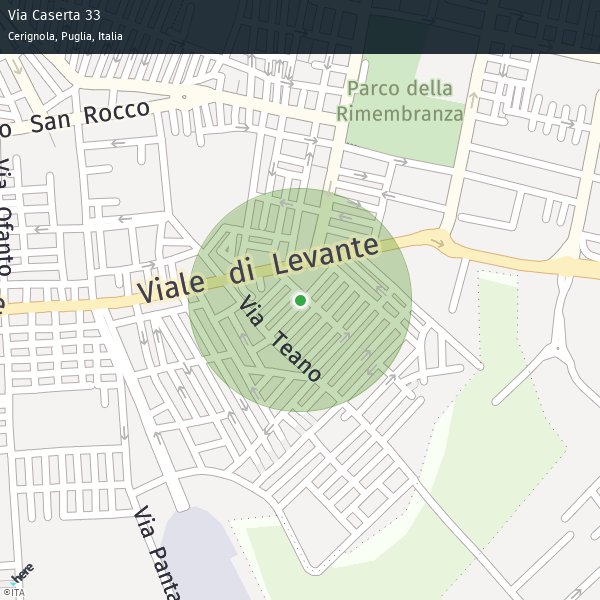 Via Caserta 33
Cerignola, Puglia, Italia
Parco della
Rimembranza
o San Rocco
Via Ofanto
Viale di Levante
Via Teano
Via Panta
here
©ITA